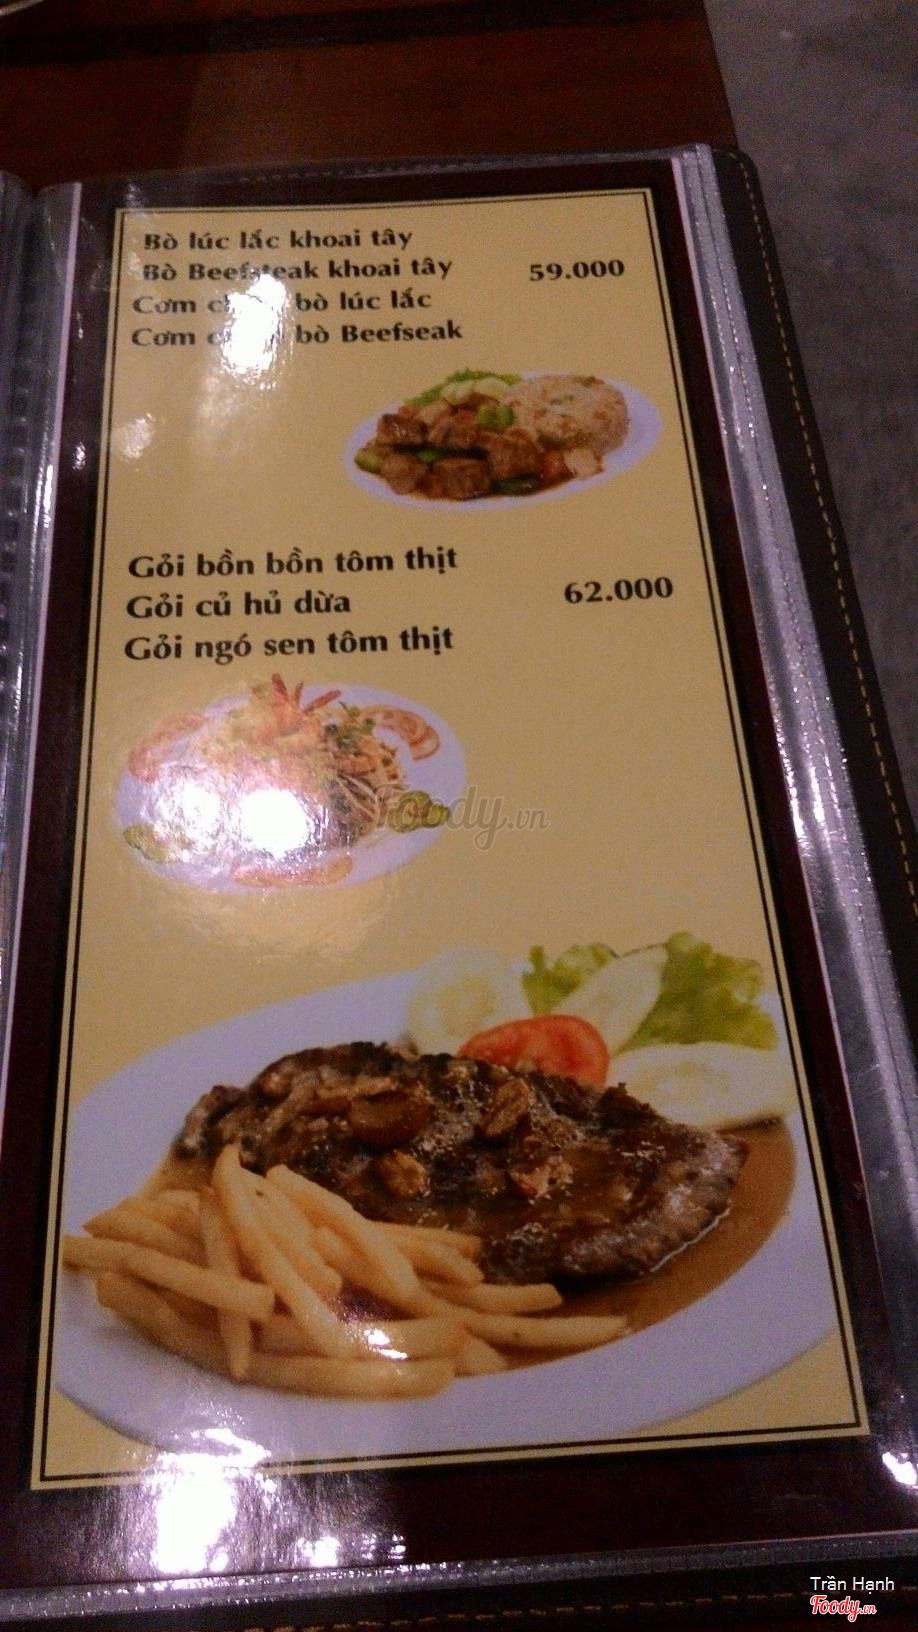 Bò lúc lắc khoai tây
Bò Beefsteak khoai tây 59.000
Cơm bò lúc lắc
Cơm bò Beefseak
Gỏi bồn bồn tôm thịt
Gỏi củ hủ dừa 62.000
Gỏi ngó sen tôm thịt
foody.vn
Trần Hạnh
Foody.vn